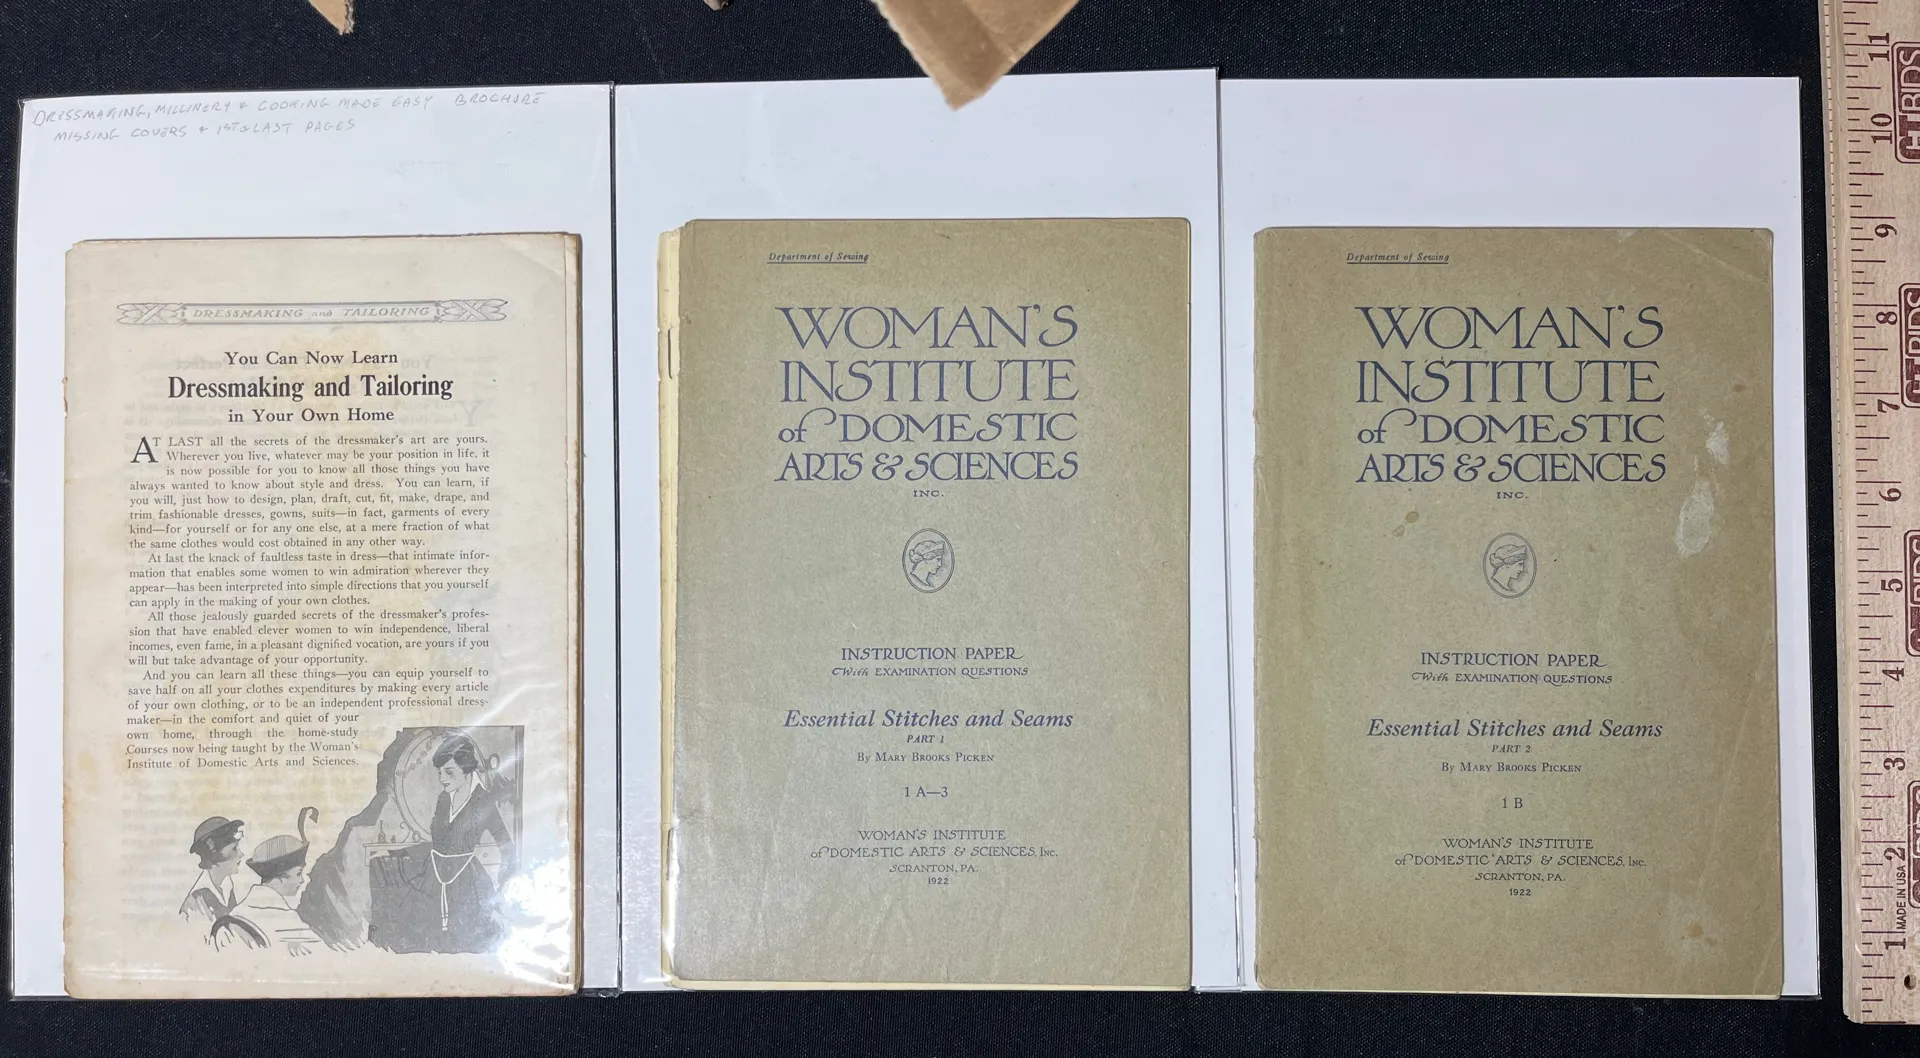 DRESSMAKING, MILLINERY & COOKING MADE EASY BROCHURE
MISSING COVERS & 1ST & LAST PAGES
DRESSMAKING and TAILORING
You Can Now Learn
Dressmaking and Tailoring
in Your Own Home
AT LAST all the secrets of the dressmaker's art are yours.
Wherever you live, whatever may be your position in life, it
is now possible for you to know all those things you have
always wanted to know about style and dress. You can learn, if
you will, just how to design, plan, draft, cut, fit, make, drape, and
trim fashionable dresses, gowns, suits—in fact, garments of every
kind—for yourself or for any one else, at a mere fraction of what
the same clothes would cost obtained in any other way.
At last the knack of faultless taste in dress—that intimate infor-
mation that enables some women to win admiration wherever they
appear—has been interpreted into simple directions that you yourself
can apply in the making of your own clothes.
All those jealously guarded secrets of the dressmaker's profes-
sion that have enabled clever women to win independence, liberal
incomes, even fame, in a pleasant dignified vocation, are yours if you
will but take advantage of your opportunity.
And you can learn all these things—you can equip yourself to
save half on all your clothes expenditures by making every article
of your own clothing, or to be an independent professional dress-
maker—in the comfort and quiet of your
own home, through the home-study
Courses now being taught by the Woman's
Institute of Domestic Arts and Sciences.
Department of Sewing
WOMAN'S
INSTITUTE
of DOMESTIC
ARTS & SCIENCES
INC.
INSTRUCTION PAPER
With EXAMINATION QUESTIONS
Essential Stitches and Seams
PART 1
By MARY BROOKS PICKEN
1 A—3
WOMAN'S INSTITUTE
of DOMESTIC ARTS & SCIENCES, INC.
SCRANTON, PA.
1922
Department of Sewing
WOMAN'S
INSTITUTE
of DOMESTIC
ARTS & SCIENCES
INC.
INSTRUCTION PAPER
With EXAMINATION QUESTIONS
Essential Stitches and Seams
PART 2
By MARY BROOKS PICKEN
1 B
WOMAN'S INSTITUTE
of DOMESTIC ARTS & SCIENCES, INC.
SCRANTON, PA.
1922
11
10
9
8
7
6
5
4
3
2
1
MADE IN USA